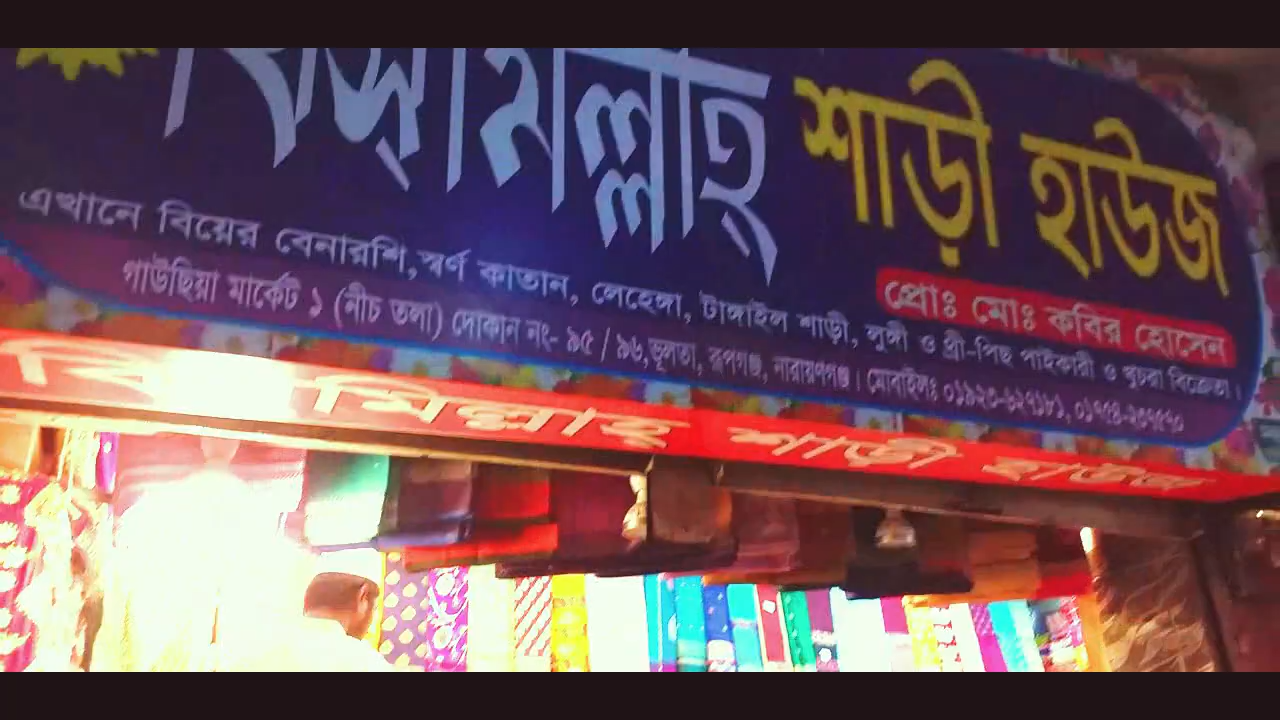 বিসমিল্লাহ্ শাড়ী হাউজ
প্রোঃ মোঃ কবির হোসেন
এখানে বিয়ের বেনারশি, স্বর্ণ কাতান, লেহেঙ্গা, টাঙ্গাইল শাড়ী, লুঙ্গী ও থ্রী-পিছ পাইকারী ও খুচরা বিক্রেতা।
গাউছিয়া মার্কেট ১ (নীচ তলা) দোকান নং- ৯৫ / ৯৬, ভূলতা, রূপগঞ্জ, নারায়ণগঞ্জ। মোবাইলঃ
মিল্লাহ্ শাড়ী হাউজ